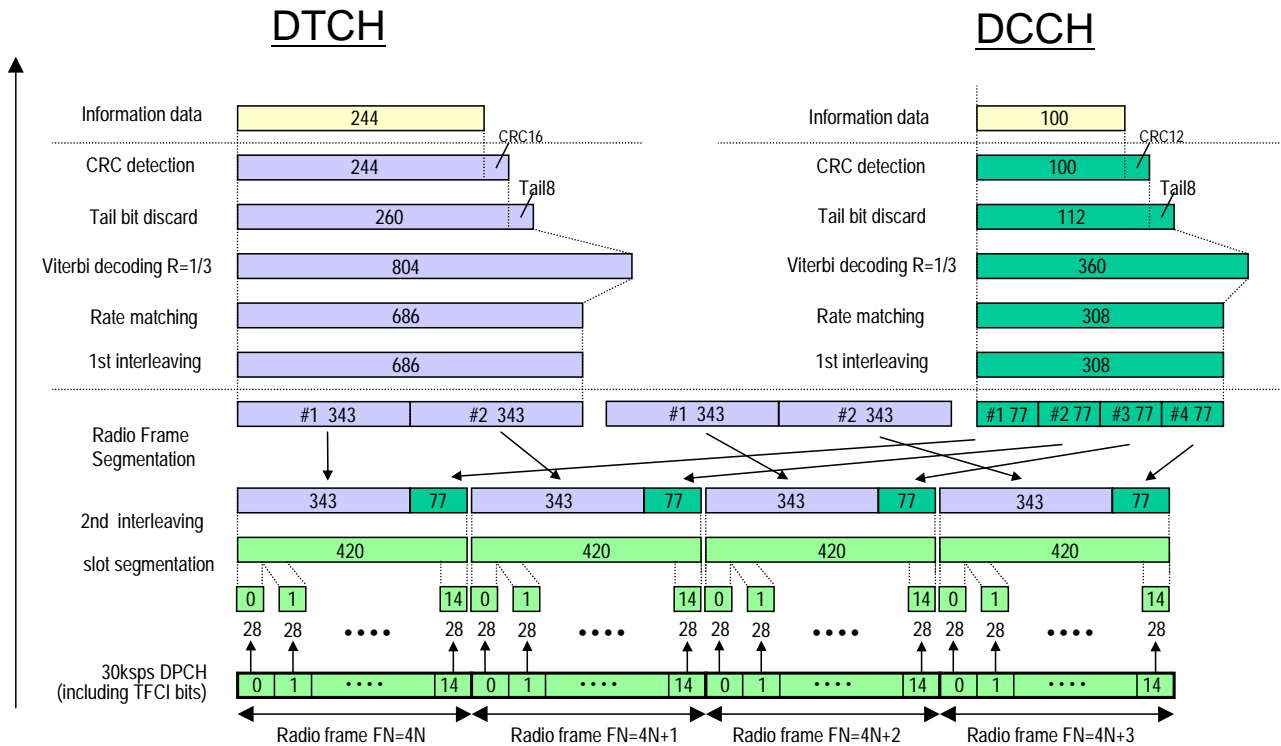 DTCH DCCH
Information data 244 Information data 100
CRC16 CRC12
CRC detection 244 CRC detection 100
Tail8 Tail8
Tail bit discard 260 Tail bit discard 112
Viterbi decoding R=1/3 804 Viterbi decoding R=1/3 360
Rate matching 686 Rate matching 308
1st interleaving 686 1st interleaving 308
#1 343 #2 343 #1 343 #2 343 #1 77 #2 77 #3 77 #4 77
Radio Frame
Segmentation
343 77 343 77 343 77 343 77
2nd interleaving
420 420 420 420
slot segmentation
0 1 14 0 1 14 0 1 14 0 1 14
28 28 •••• 28 28 28 •••• 28 28 28 •••• 28 28 28 •••• 28
30ksps DPCH
(including TFCI bits)
0 1 •••• 14 0 1 •••• 14 0 1 •••• 14 0 1 •••• 14
Radio frame FN=4N Radio frame FN=4N+1 Radio frame FN=4N+2 Radio frame FN=4N+3